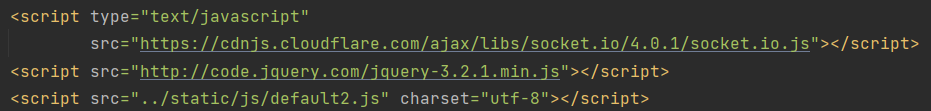 <script type="text/javascript"
        src="https://cdnjs.cloudflare.com/ajax/libs/socket.io/4.0.1/socket.io.js"></script>
<script src="http://code.jquery.com/jquery-3.2.1.min.js"></script>
<script src="../static/js/default2.js" charset="utf-8"></script>